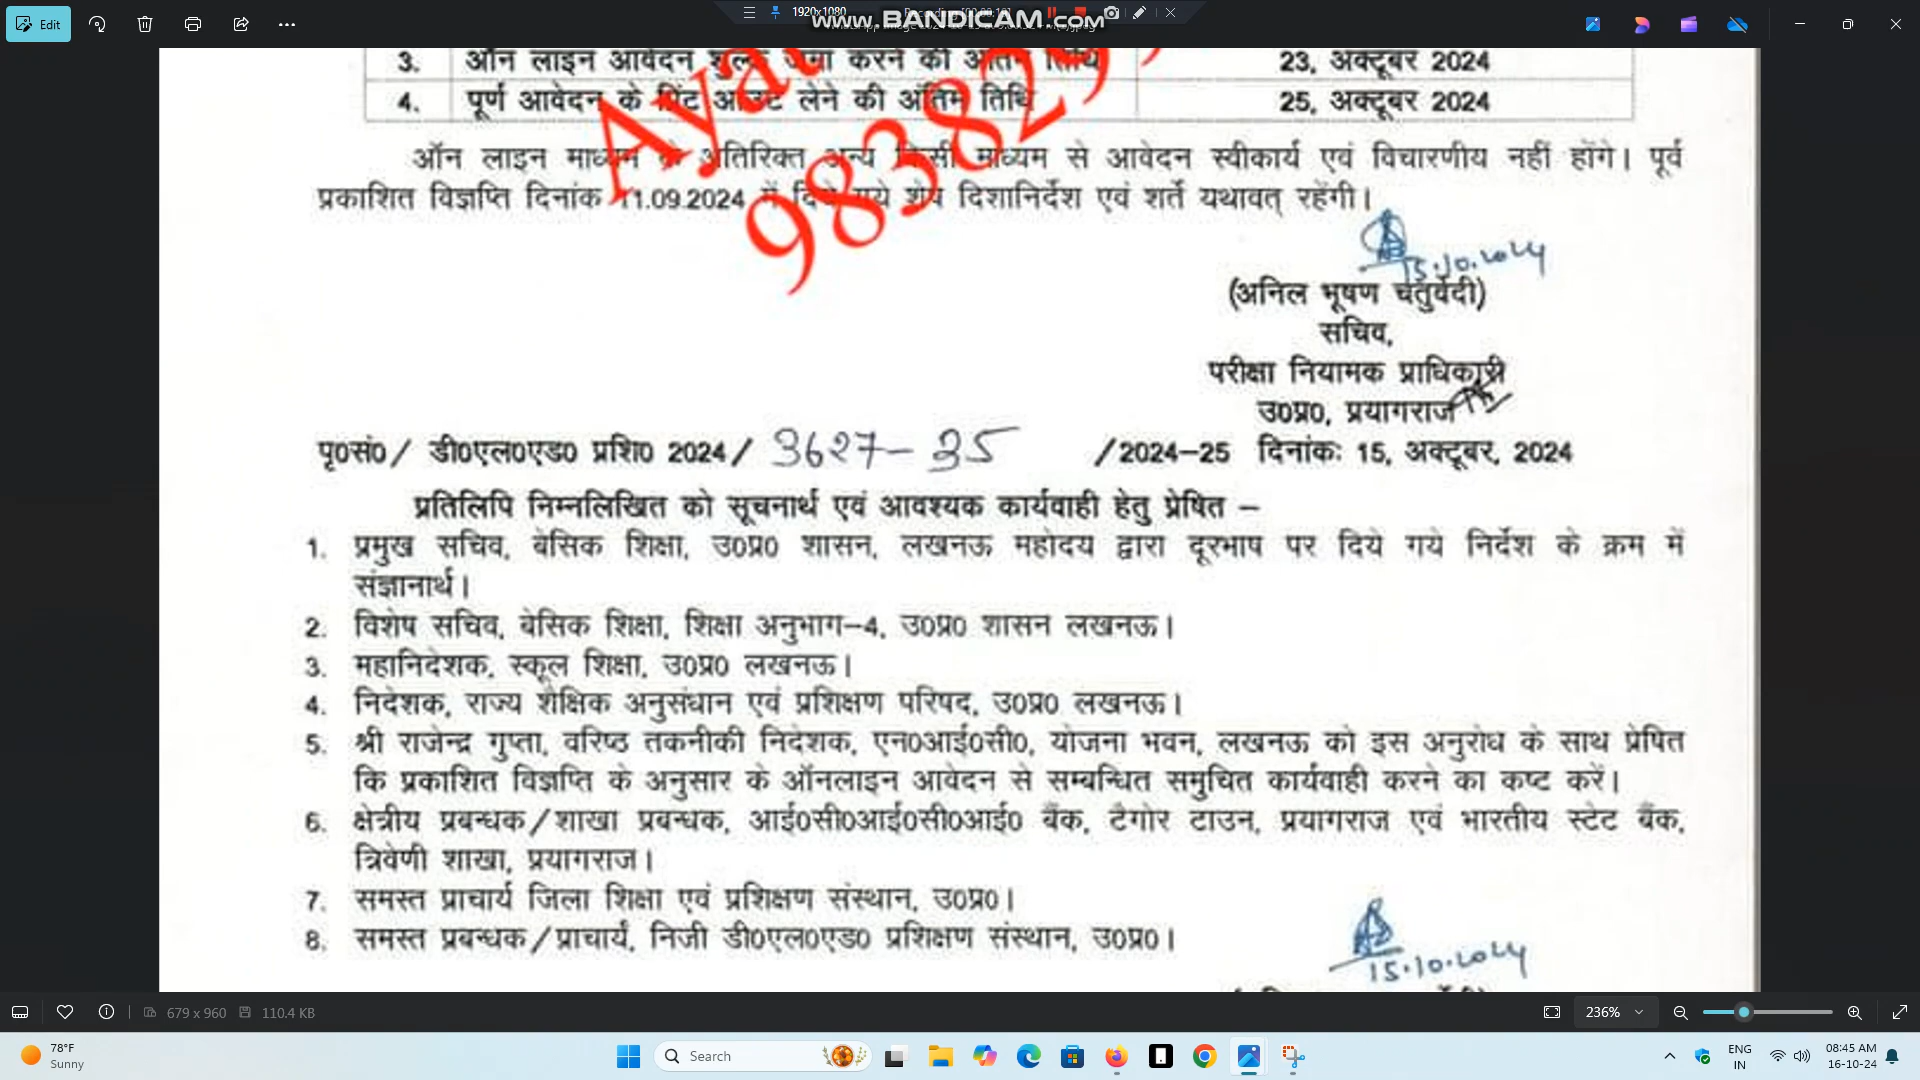 Edit
1920x1080
www.BANDICAM.com
3. ऑन लाइन आवेदन शुल्क जमा करने की अंतिम तिथि 23, अक्टूबर 2024
4. पूर्ण आवेदन के प्रिंट आउट लेने की अंतिम तिथि 25, अक्टूबर 2024
ऑन लाइन माध्यम के अतिरिक्त अन्य किसी माध्यम से आवेदन स्वीकार्य एवं विचारणीय नहीं होंगे। पूर्व
प्रकाशित विज्ञप्ति दिनांक 11.09.2024 में दिये गये शेष दिशानिर्देश एवं शर्ते यथावत् रहेंगी।
15.10.2024
(अनिल भूषण चतुर्वेदी)
सचिव,
परीक्षा नियामक प्राधिकारी
उ0प्र0, प्रयागराज
पृ0सं0/ डी0एल0एड0 प्रशि0 2024/ 3627-35 /2024-25 दिनांकः 15, अक्टूबर, 2024
प्रतिलिपि निम्नलिखित को सूचनार्थ एवं आवश्यक कार्यवाही हेतु प्रेषित –
1. प्रमुख सचिव, बेसिक शिक्षा, उ0प्र0 शासन, लखनऊ महोदय द्वारा दूरभाष पर दिये गये निर्देश के क्रम में
संज्ञानार्थ।
2. विशेष सचिव, बेसिक शिक्षा, शिक्षा अनुभाग-4, उ0प्र0 शासन लखनऊ।
3. महानिदेशक, स्कूल शिक्षा, उ0प्र0 लखनऊ।
4. निदेशक, राज्य शैक्षिक अनुसंधान एवं प्रशिक्षण परिषद, उ0प्र0 लखनऊ।
5. श्री राजेन्द्र गुप्ता, वरिष्ठ तकनीकी निदेशक, एन0आई0सी0, योजना भवन, लखनऊ को इस अनुरोध के साथ प्रेषित
कि प्रकाशित विज्ञप्ति के अनुसार के ऑनलाइन आवेदन से सम्बन्धित समुचित कार्यवाही करने का कष्ट करें।
6. क्षेत्रीय प्रबन्धक/शाखा प्रबन्धक, आई0सी0आई0सी0आई0 बैंक, टैगोर टाउन, प्रयागराज एवं भारतीय स्टेट बैंक,
त्रिवेणी शाखा, प्रयागराज।
7. समस्त प्राचार्य जिला शिक्षा एवं प्रशिक्षण संस्थान, उ0प्र0।
8. समस्त प्रबन्धक/प्राचार्य, निजी डी0एल0एड0 प्रशिक्षण संस्थान, उ0प्र0।
15.10.2024
679 x 960 110.4 KB
236%
78°F
Sunny
Search
ENG
IN
08:45 AM
16-10-24